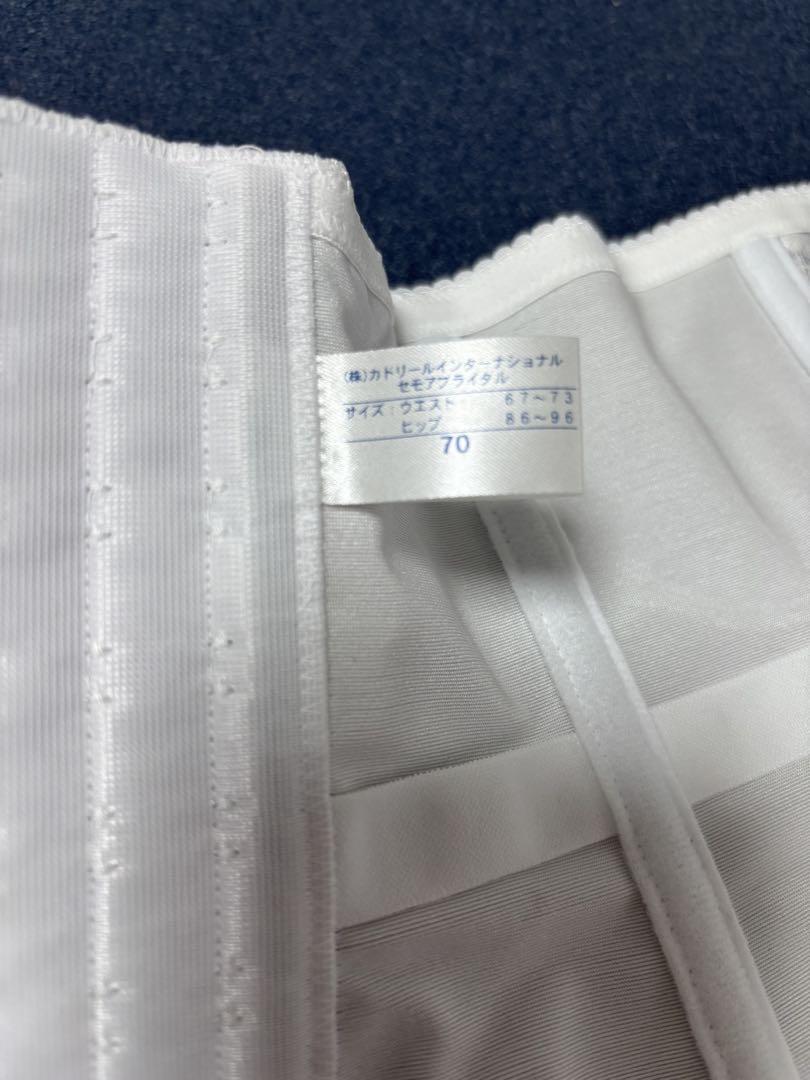 (株)カドリールインターナショナル
セモアブライダル
サイズ:ウエスト 67~73
ヒップ 86~96
70